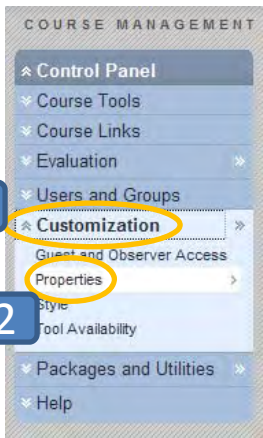 COURSE MANAGEMENT
Control Panel
Course Tools
Course Links
Evaluation
Users and Groups
Customization
Guest and Observer Access
Properties
Style
2
Tool Availability
Packages and Utilities
Help